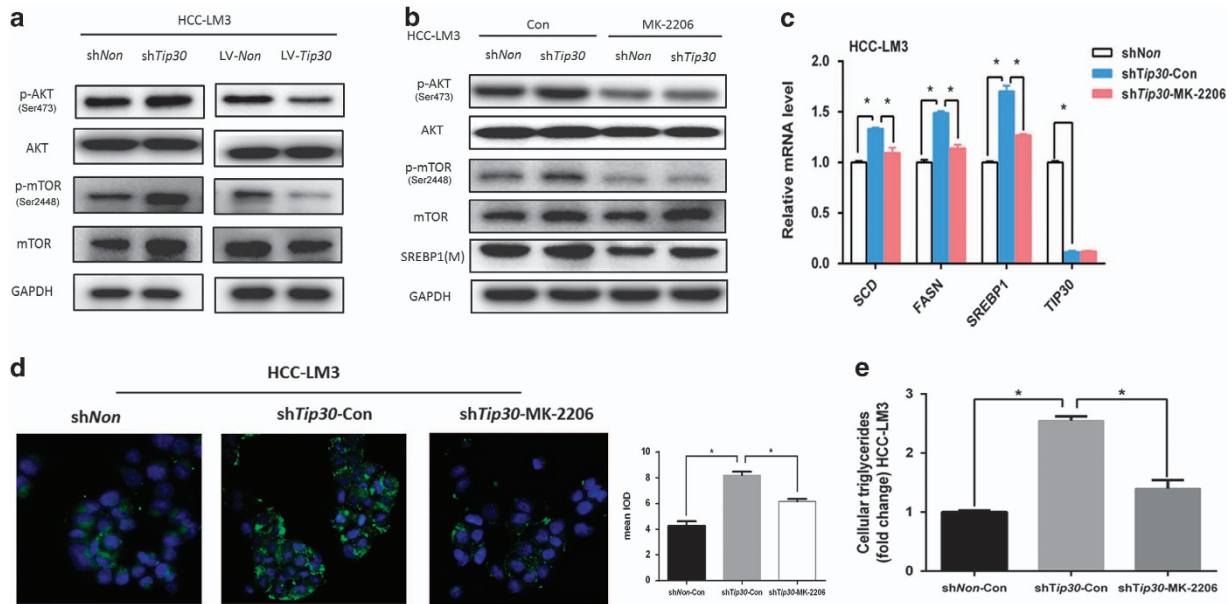 a
HCC-LM3
shNon shTip30 LV-Non LV-Tip30
p-AKT
(Ser473)
AKT
p-mTOR
(Ser2448)
mTOR
GAPDH
b
Con MK-2206
HCC-LM3
shNon shTip30 shNon shTip30
p-AKT
(Ser473)
AKT
p-mTOR
(Ser2448)
mTOR
SREBP1(M)
GAPDH
c
HCC-LM3
shNon
shTip30-Con
shTip30-MK-2206
Relative mRNA level
2.0
1.5
1.0
0.5
0.0
* * * * * * *
SCD FASN SREBP1 TIP30
d
HCC-LM3
shNon shTip30-Con shTip30-MK-2206
mean IOD
10
8
6
4
2
0
* *
shNon-Con shTip30-Con shTip30-MK-2206
e
Cellular triglycerides
(fold change) HCC-LM3
3
2
1
0
* *
shNon-Con shTip30-Con shTip30-MK-2206